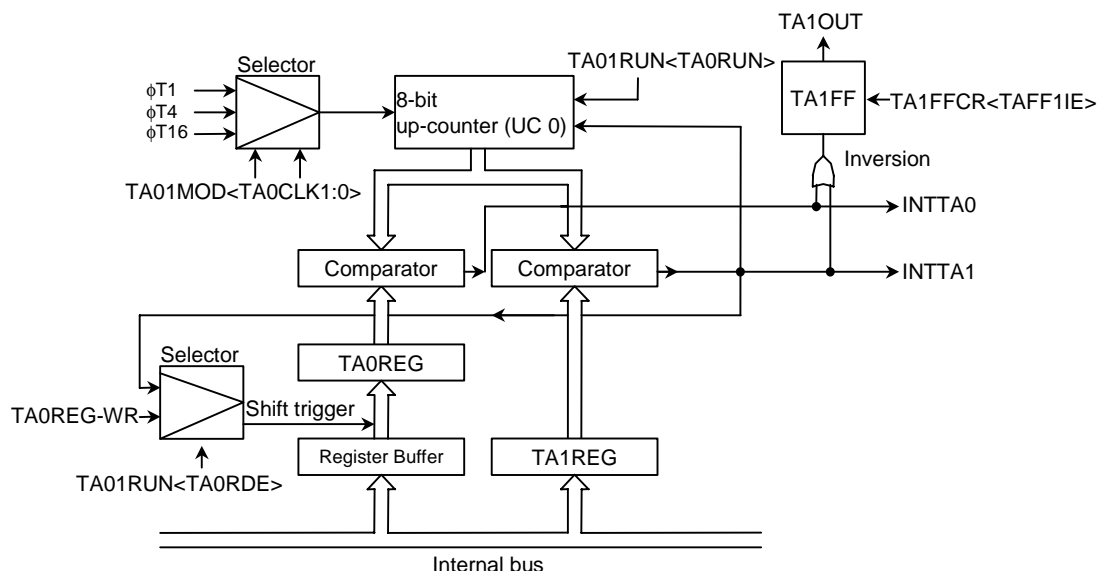 TA1OUT
TA01RUN<TA0RUN>
Selector
φT1
φT4
φT16
8-bit
up-counter (UC 0)
TA1FF
TA1FFCR<TAFF1IE>
Inversion
TA01MOD<TA0CLK1:0>
INTTA0
Comparator
Comparator
INTTA1
Selector
TA0REG
TA0REG-WR
Shift trigger
Register Buffer
TA1REG
TA01RUN<TA0RDE>
Internal bus